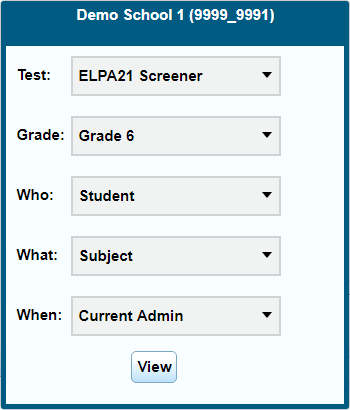 Demo School 1 (9999_9991)
Test: ELPA21 Screener
Grade: Grade 6
Who: Student
What: Subject
When: Current Admin
View